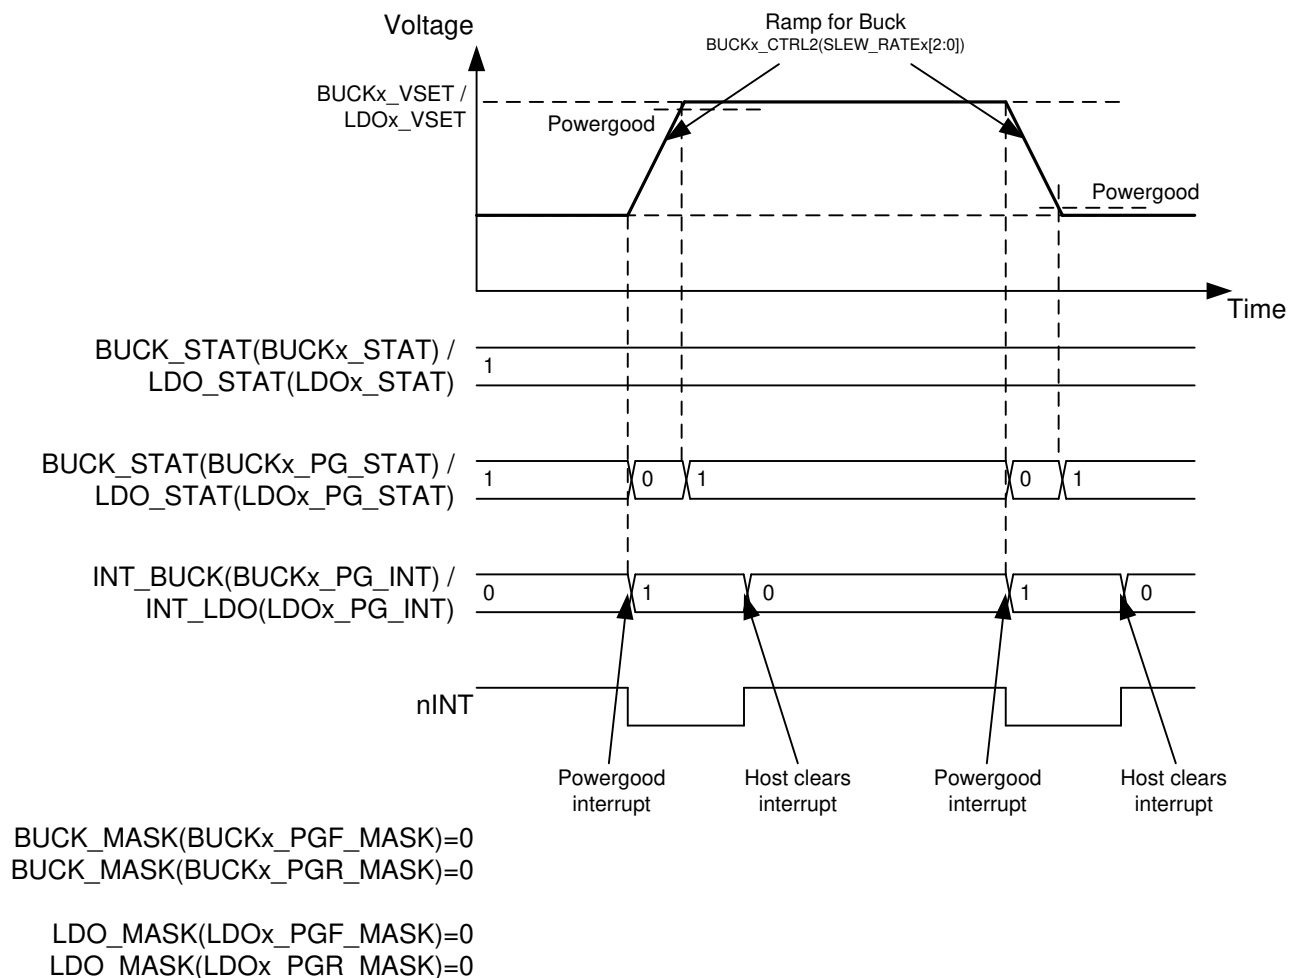 Voltage
Ramp for Buck
BUCKx_CTRL2(SLEW_RATEx[2:0])
BUCKx_VSET /
LDOx_VSET
Powergood
Powergood
Time
BUCK_STAT(BUCKx_STAT) /
LDO_STAT(LDOx_STAT)
1
BUCK_STAT(BUCKx_PG_STAT) /
LDO_STAT(LDOx_PG_STAT)
1 0 1 0 1
INT_BUCK(BUCKx_PG_INT) /
INT_LDO(LDOx_PG_INT)
0 1 0 1 0
nINT
Powergood
interrupt
Host clears
interrupt
Powergood
interrupt
Host clears
interrupt
BUCK_MASK(BUCKx_PGF_MASK)=0
BUCK_MASK(BUCKx_PGR_MASK)=0
LDO_MASK(LDOx_PGF_MASK)=0
LDO_MASK(LDOx_PGR_MASK)=0